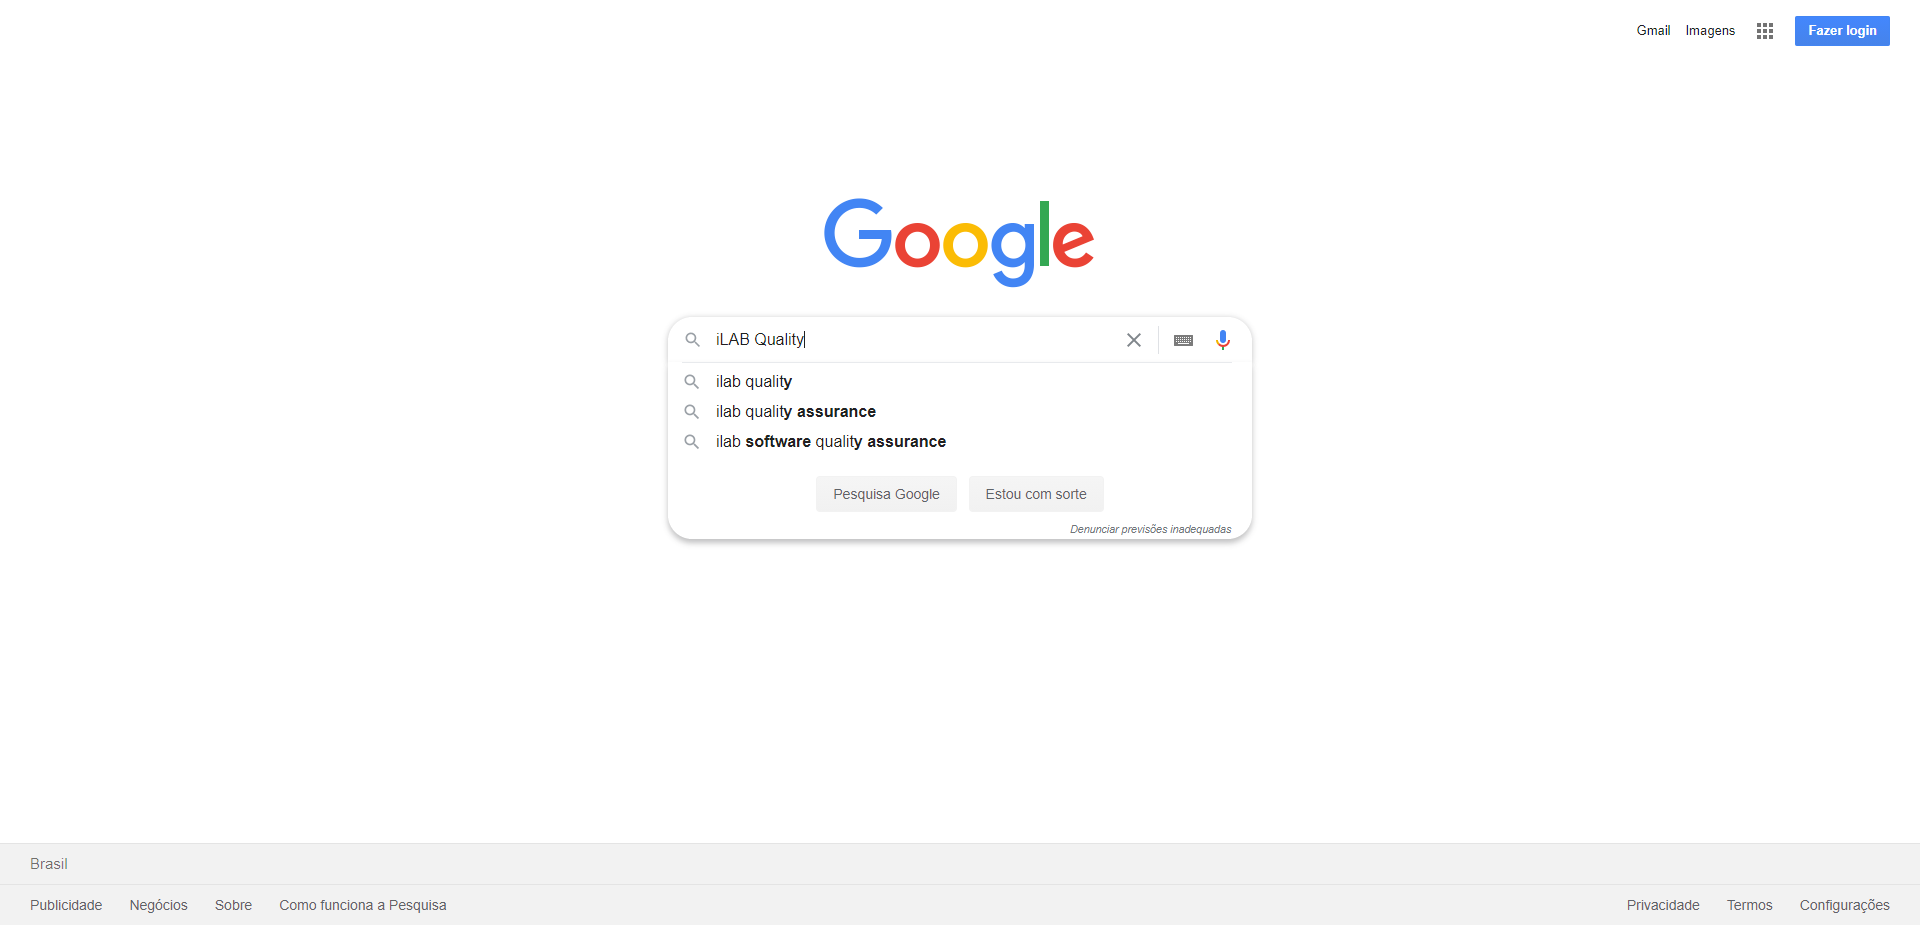 Gmail Imagens Fazer login
Google
iLAB Quality
ilab quality
ilab quality assurance
ilab software quality assurance
Pesquisa Google Estou com sorte
Denunciar previsões inadequadas
Brasil
Publicidade Negócios Sobre Como funciona a Pesquisa Privacidade Termos Configurações